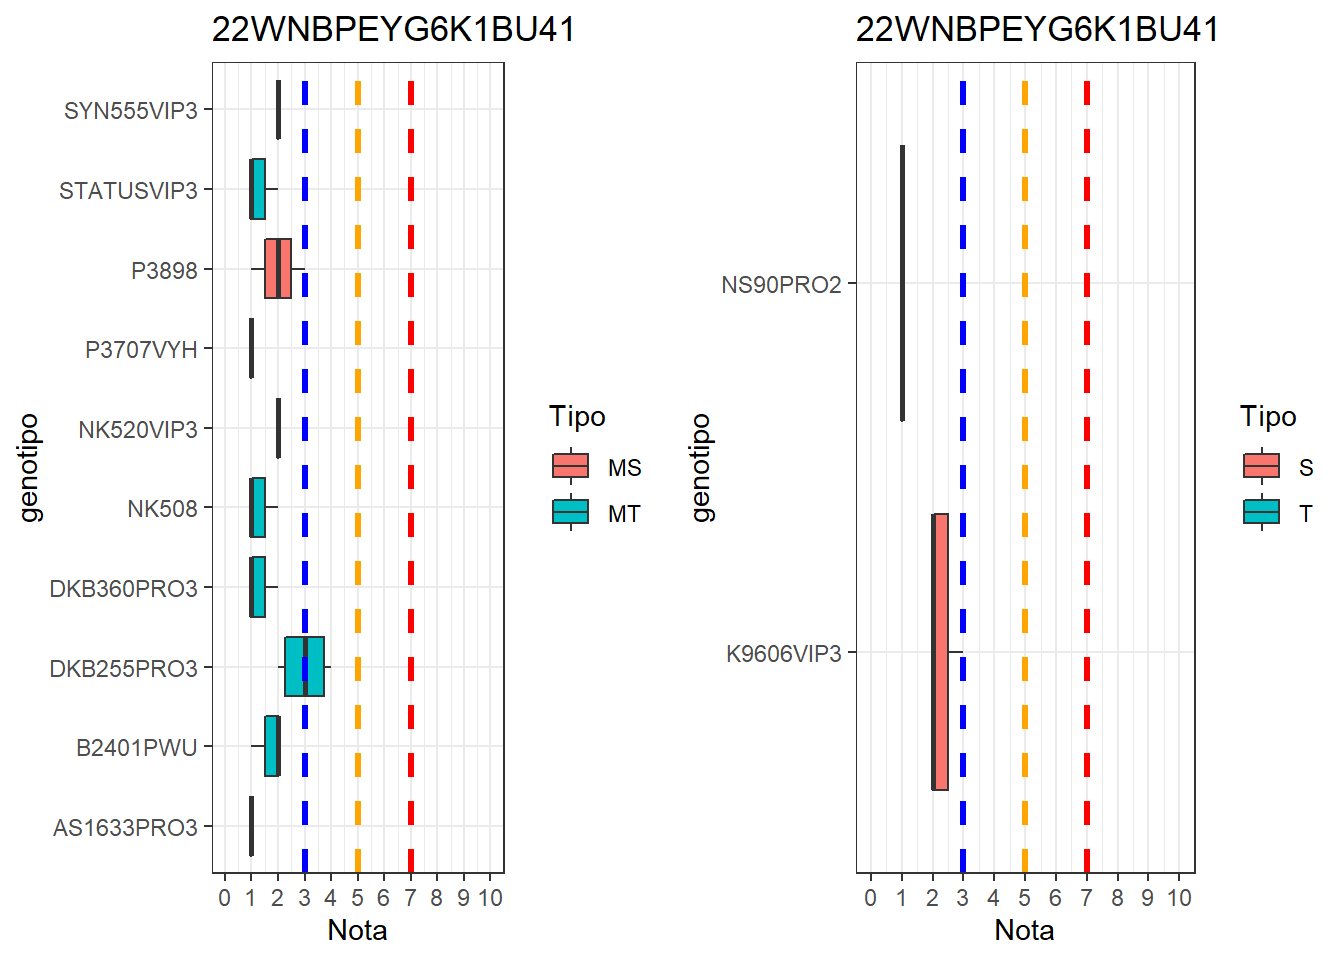 22WNBPEYG6K1BU41
genotipo
SYN555VIP3
STATUSVIP3
P3898
P3707VYH
NK520VIP3
NK508
DKB360PRO3
DKB255PRO3
B2401PWU
AS1633PRO3
0 1 2 3 4 5 6 7 8 9 10
Nota
Tipo
MS
MT
22WNBPEYG6K1BU41
genotipo
NS90PRO2
K9606VIP3
0 1 2 3 4 5 6 7 8 9 10
Nota
Tipo
S
T